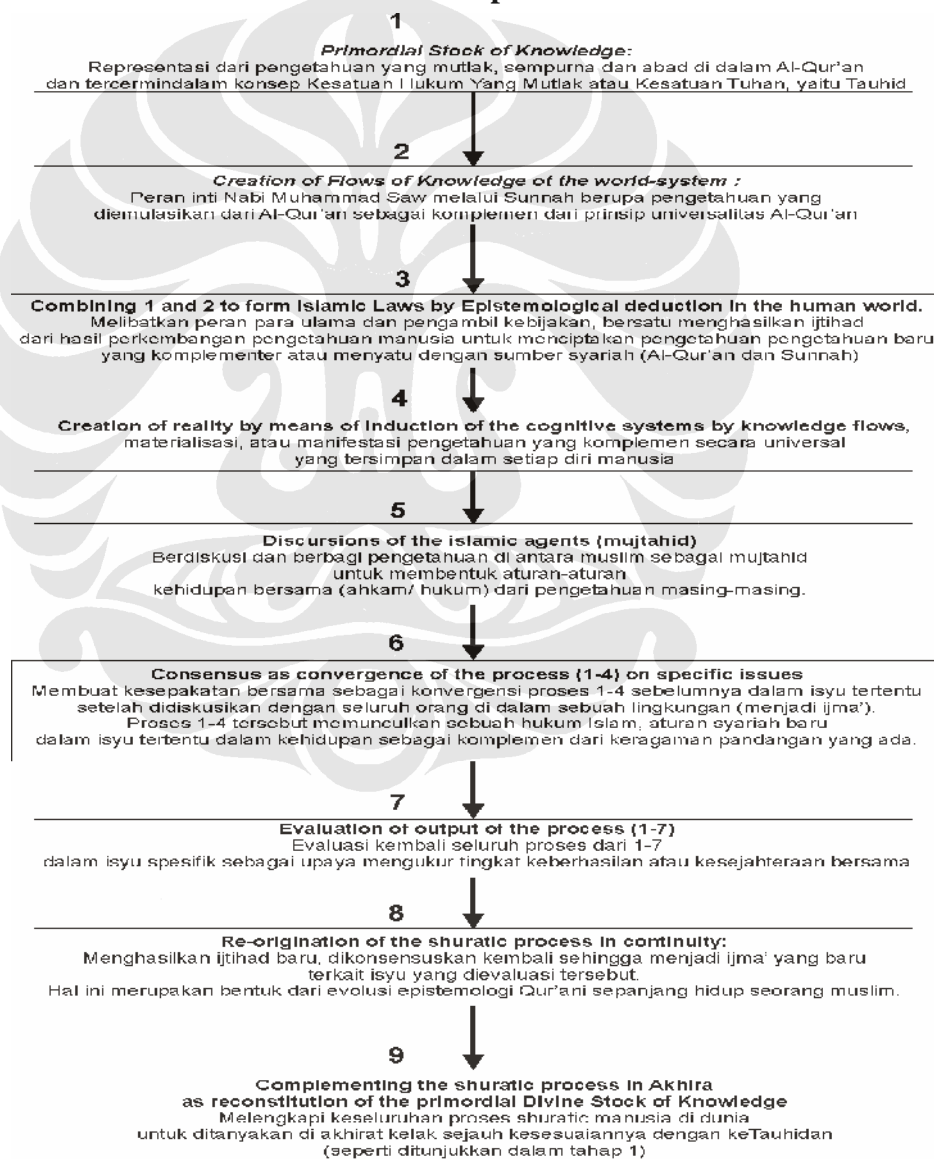 1
Primordial Stock of Knowledge:
Representasi dari pengetahuan yang mutlak, sempurna dan abad di dalam Al-Qur'an
dan tercermindalam konsep Kesatuan Hukum Yang Mutlak atau Kesatuan Tuhan, yaitu Tauhid
2
Creation of Flows of Knowledge of the world-system :
Peran inti Nabi Muhammad Saw melalui Sunnah berupa pengetahuan yang
diemulasikan dari Al-Qur'an sebagai komplemen dari prinsip universalitas Al-Qur'an
3
Combining 1 and 2 to form Islamic Laws by Epistemological deduction in the human world.
Melibatkan peran para ulama dan pengambil kebijakan, bersatu menghasilkan ijtihad
dari hasil perkembangan pengetahuan manusia untuk menciptakan pengetahuan pengetahuan baru
yang komplementer atau menyatu dengan sumber syariah (Al-Qur'an dan Sunnah)
4
Creation of reality by means of Induction of the cognitive systems by knowledge flows,
materialisasi, atau manifestasi pengetahuan yang komplemen secara universal
yang tersimpan dalam setiap diri manusia
5
Discursions of the islamic agents (mujtahid)
Berdiskusi dan berbagi pengetahuan di antara muslim sebagai mujtahid
untuk membentuk aturan-aturan
kehidupan bersama (ahkam/ hukum) dari pengetahuan masing-masing.
6
Consensus as convergence of the process (1-4) on specific issues
Membuat kesepakatan bersama sebagai konvergensi proses 1-4 sebelumnya dalam isyu tertentu
setelah didiskusikan dengan seluruh orang di dalam sebuah lingkungan (menjadi ijma').
Proses 1-4 tersebut memunculkan sebuah hukum Islam, aturan syariah baru
dalam isyu tertentu dalam kehidupan sebagai komplemen dari keragaman pandangan yang ada.
7
Evaluation of output of the process (1-7)
Evaluasi kembali seluruh proses dari 1-7
dalam isyu spesifik sebagai upaya mengukur tingkat keberhasilan atau kesejahteraan bersama
8
Re-origination of the shuratic process in continuity:
Menghasilkan ijtihad baru, dikonsensuskan kembali sehingga menjadi ijma' yang baru
terkait isyu yang dievaluasi tersebut.
Hal ini merupakan bentuk dari evolusi epistemologi Qur'ani sepanjang hidup seorang muslim.
9
Complementing the shuratic process in Akhira
as reconstitution of the primordial Divine Stock of Knowledge
Melengkapi keseluruhan proses shuratic manusia di dunia
untuk ditanyakan di akhirat kelak sejauh kesesuaiannya dengan keTauhidan
(seperti ditunjukkan dalam tahap 1)